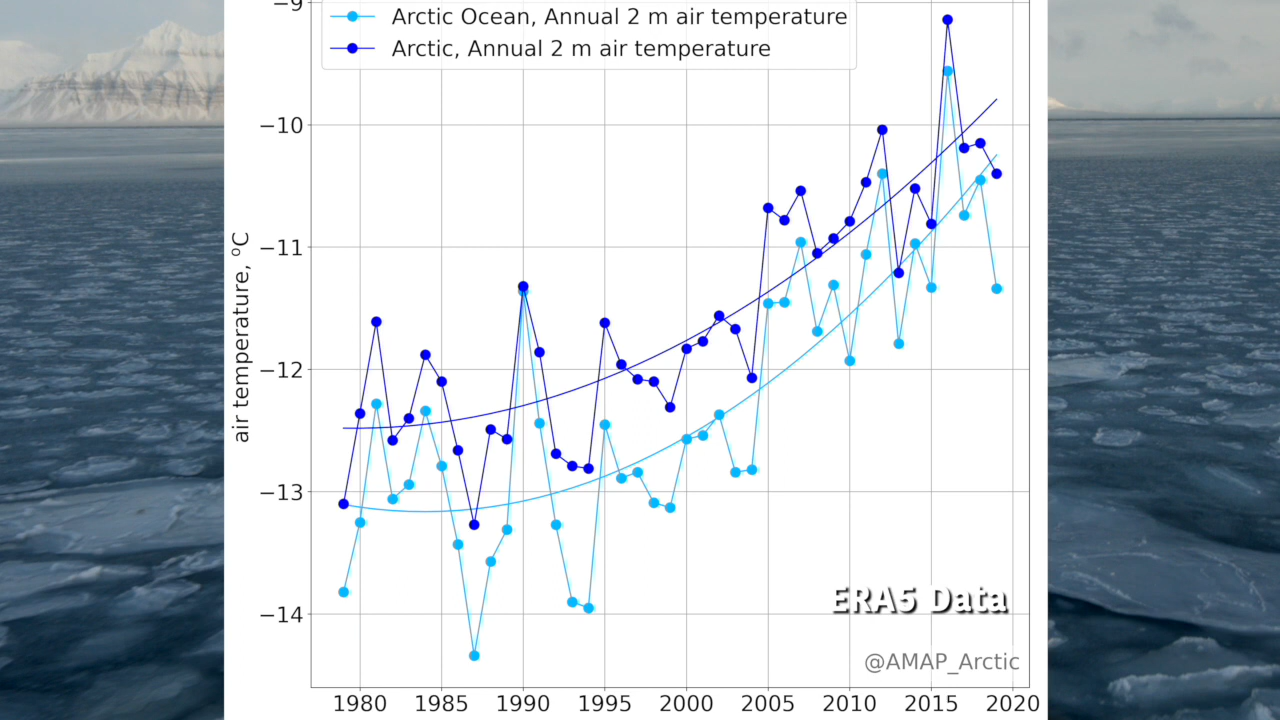 −9
Arctic Ocean, Annual 2 m air temperature
Arctic, Annual 2 m air temperature
−10
−11
air temperature, °C
−12
−13
−14
ERA5 Data
@AMAP_Arctic
1980 1985 1990 1995 2000 2005 2010 2015 2020